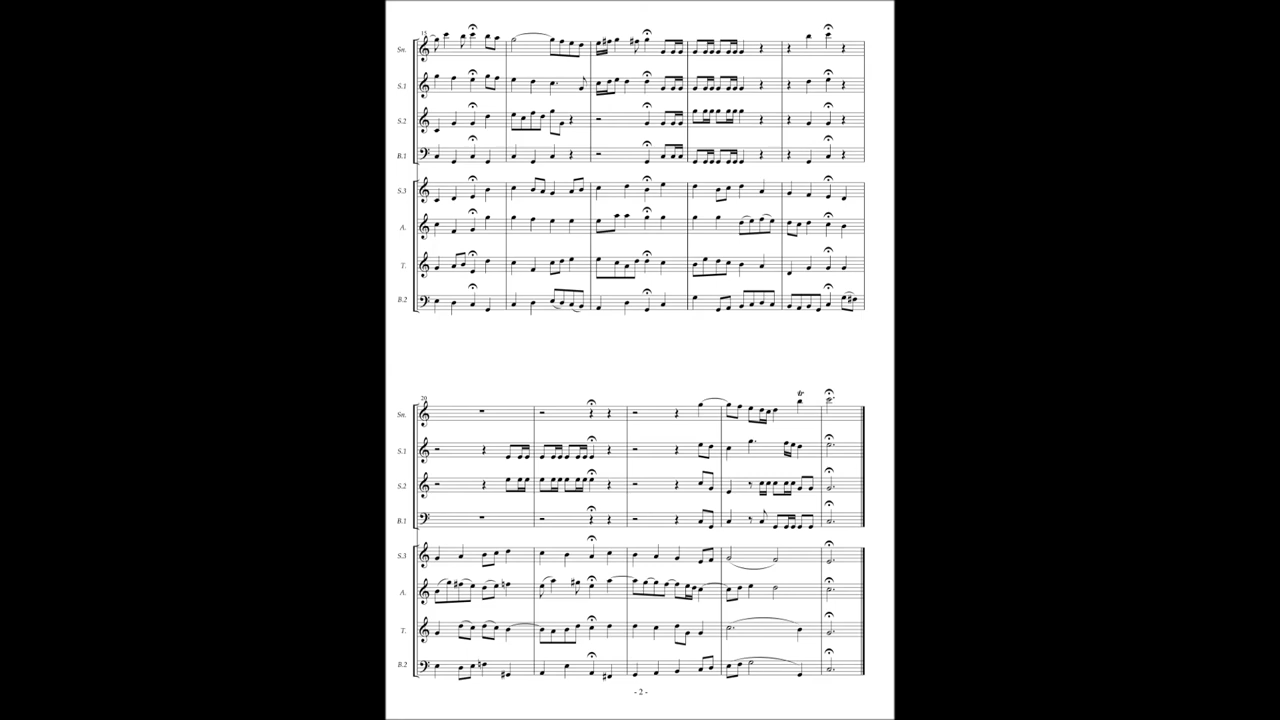 15
Sn.
S.1
S.2
B.1
S.3
A.
T.
B.2
20
Sn.
tr
S.1
S.2
B.1
S.3
A.
T.
B.2
- 2 -